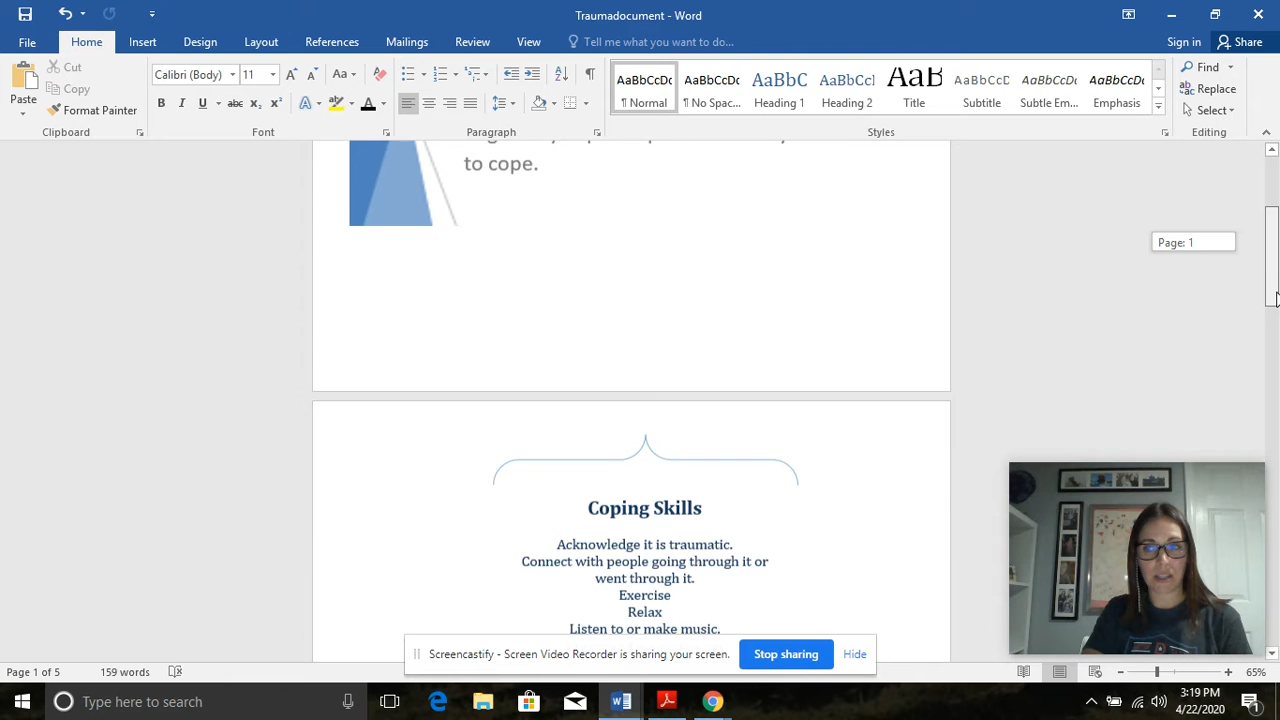 Traumadocument - Word
File Home Insert Design Layout References Mailings Review View Tell me what you want to do... Sign in Share
Paste
Cut
Copy
Format Painter
Calibri (Body) 11 Aa
B I U abc X₂ X² A A
AaBbCcDc AaBbCcDc AaBbC AaBbCcl AaB AaBbCcD AaBbCcDc AaBbCcDc
¶ Normal ¶ No Spac... Heading Heading 2 Title Subtitle Subtle Em... Emphasis
Find
Replace
Select
Clipboard Font Paragraph Styles Editing
to cope.
Page: 1
Coping Skills
Acknowledge it is traumatic.
Connect with people going through it or
went through it.
Exercise
Relax
Listen to or make music.
Screencastify - Screen Video Recorder is sharing your screen. Stop sharing Hide
Page 1 of 5 159 words 65%
Type here to search
3:19 PM
4/22/2020
1